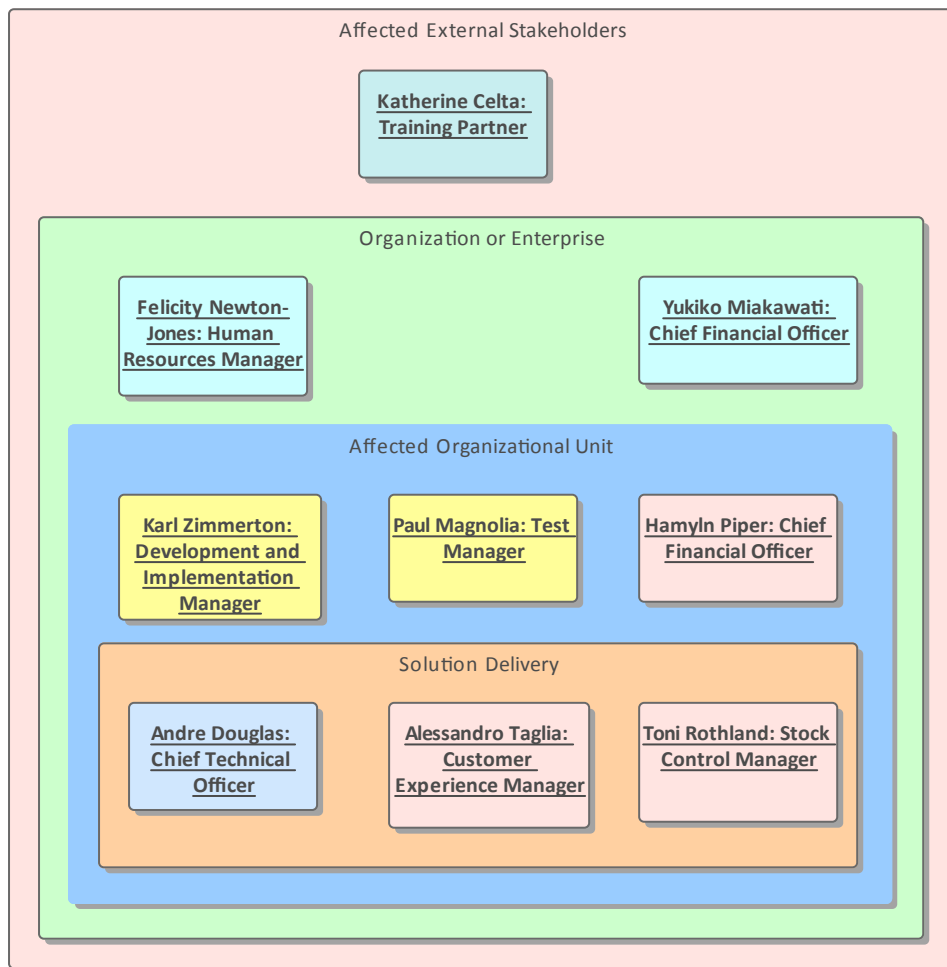 Affected External Stakeholders
Katherine Celta:
Training Partner
Organization or Enterprise
Felicity Newton-
Jones: Human
Resources Manager
Yukiko Miakawati:
Chief Financial Officer
Affected Organizational Unit
Karl Zimmerton:
Development and
Implementation
Manager
Paul Magnolia: Test
Manager
Hamyln Piper: Chief
Financial Officer
Solution Delivery
Andre Douglas:
Chief Technical
Officer
Alessandro Taglia:
Customer
Experience Manager
Toni Rothland: Stock
Control Manager